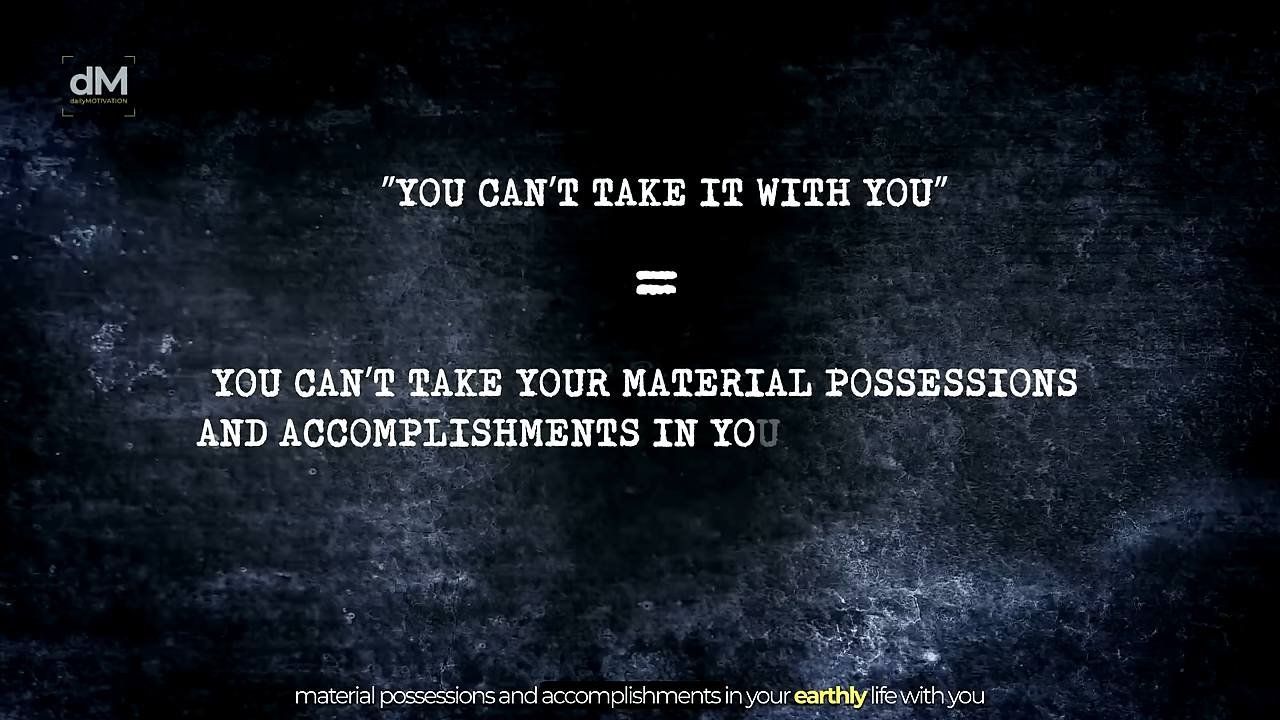 dM
dailyMOTIVATION
"YOU CAN'T TAKE IT WITH YOU"
=
YOU CAN'T TAKE YOUR MATERIAL POSSESSIONS
AND ACCOMPLISHMENTS IN YOU
material possessions and accomplishments in your earthly life with you